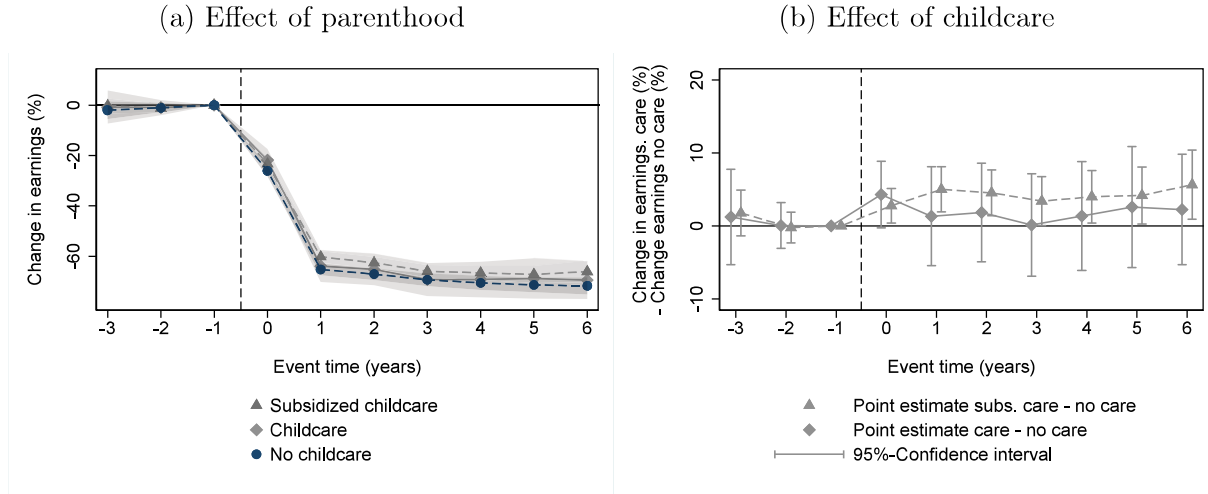 (a) Effect of parenthood
Change in earnings (%)
0
-20
-40
-60
-3 -2 -1 0 1 2 3 4 5 6
Event time (years)
Subsidized childcare
Childcare
No childcare
(b) Effect of childcare
Change in earnings. care (%)
- Change earnings no care (%)
20
10
0
-10
-3 -2 -1 0 1 2 3 4 5 6
Event time (years)
Point estimate subs. care - no care
Point estimate care - no care
95%-Confidence interval